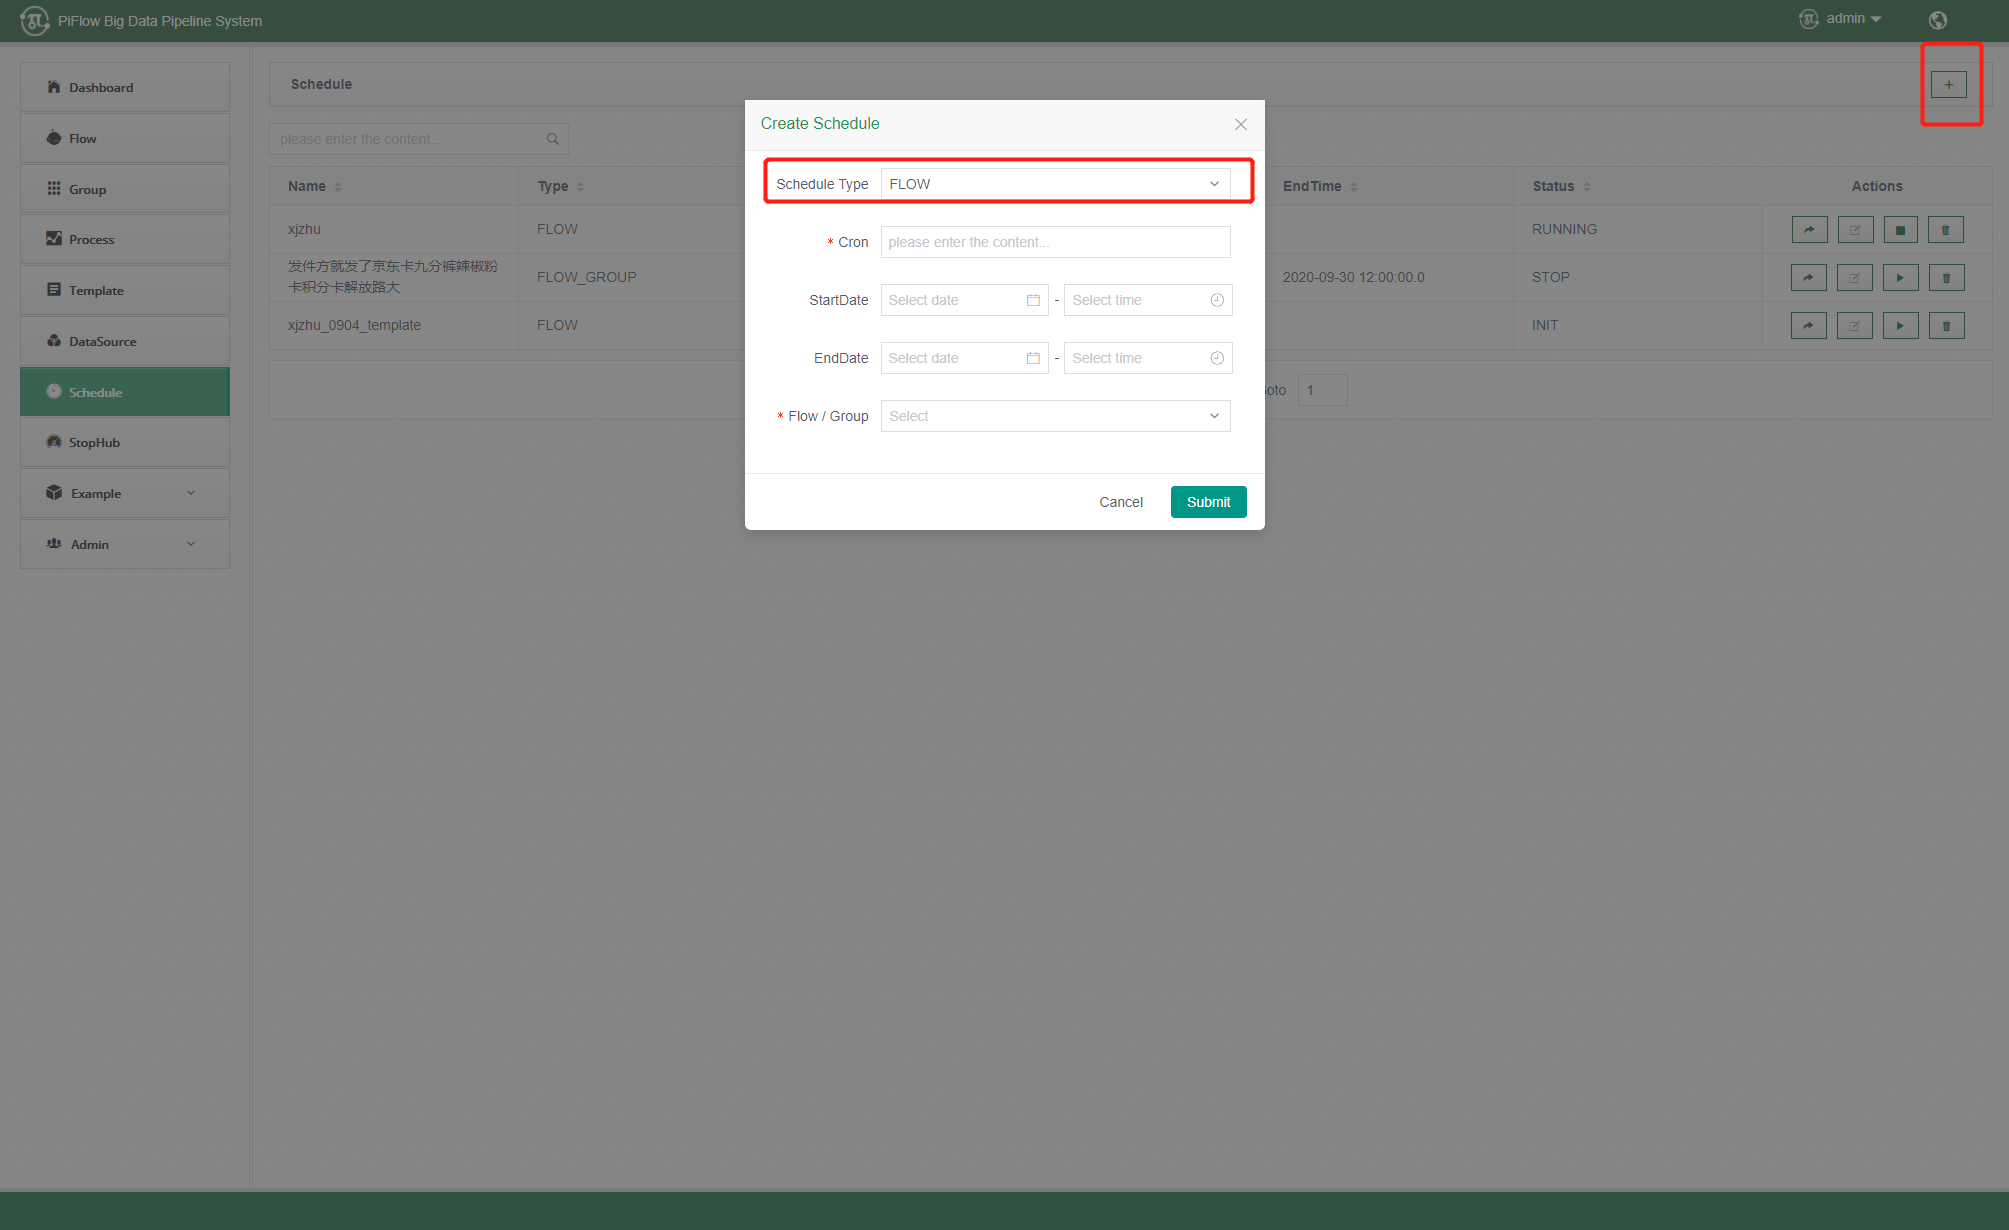 PiFlow Big Data Pipeline System
admin
Dashboard
Flow
Group
Process
Template
DataSource
Schedule
StopHub
Example
Admin
Schedule
+
please enter the content...
Name
Type
EndTime
Status
Actions
xjzhu
FLOW
RUNNING
发件方就发了京东卡九分裤辣椒粉
卡积分卡解放路大
FLOW_GROUP
2020-09-30 12:00:00.0
STOP
xjzhu_0904_template
FLOW
INIT
1
Create Schedule
Schedule Type
FLOW
* Cron
please enter the content...
StartDate
Select date
-
Select time
EndDate
Select date
-
Select time
* Flow / Group
Select
Cancel
Submit